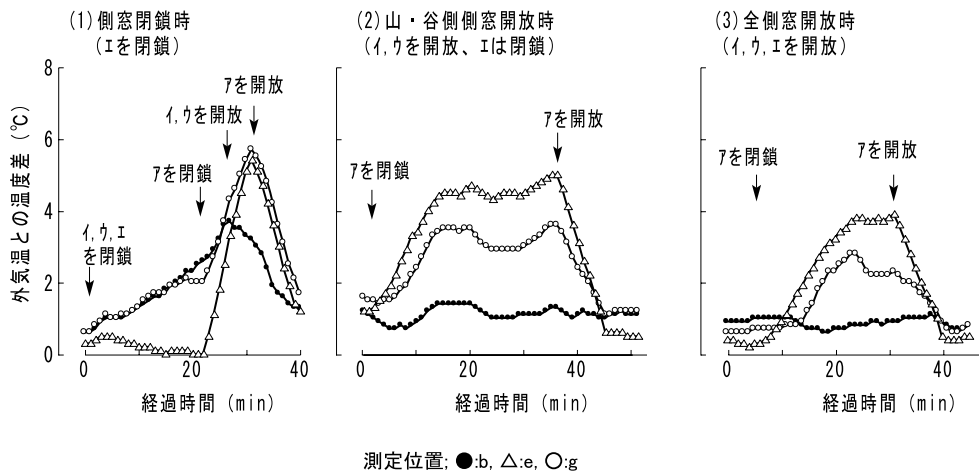 (1) 側窓閉鎖時
(ｴを閉鎖)
(2) 山・谷側側窓開放時
(ｲ,ｳを開放、ｴは閉鎖)
(3) 全側窓開放時
(ｲ,ｳ,ｴを開放)
外気温との温度差 (℃)
8
6
4
2
0
ｲ,ｳ,ｴ
を閉鎖
ｱを閉鎖
ｲ,ｳを開放
ｱを開放
0
20
40
経過時間 (min)
ｱを閉鎖
ｱを開放
0
20
40
経過時間 (min)
ｱを閉鎖
ｱを開放
0
20
40
経過時間 (min)
測定位置; ●:b, △:e, ○:g